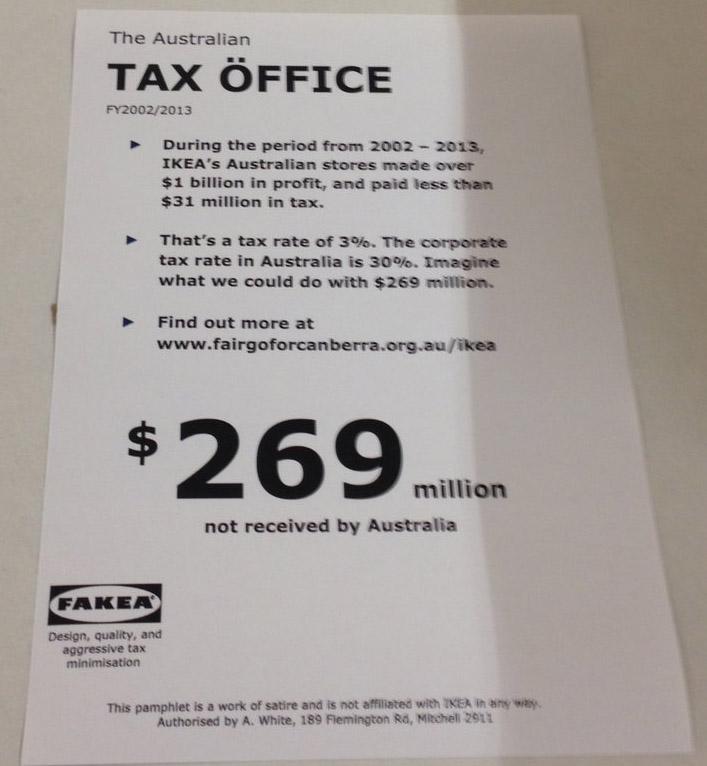 The Australian
TAX ÖFFICE
FY2002/2013
► During the period from 2002 – 2013,
IKEA's Australian stores made over
$1 billion in profit, and paid less than
$31 million in tax.
► That's a tax rate of 3%. The corporate
tax rate in Australia is 30%. Imagine
what we could do with $269 million.
► Find out more at
www.fairgoforcanberra.org.au/ikea
$269 million
not received by Australia
FAKEA
Design, quality, and
aggressive tax
minimisation
This pamphlet is a work of satire and is not affiliated with IKEA in any way.
Authorised by A. White, 189 Flemington Rd, Mitchell 2911